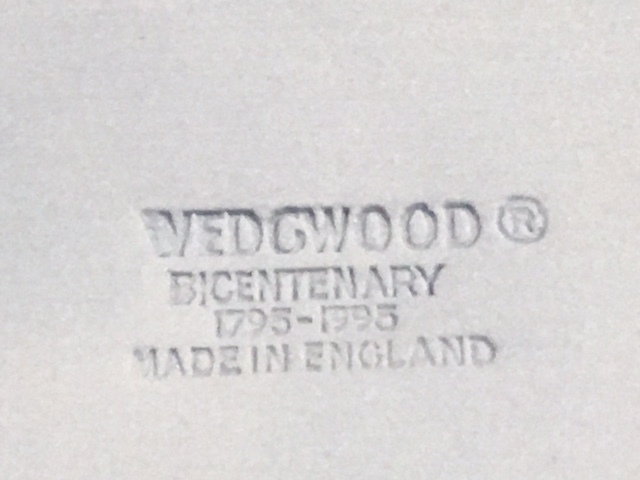 WEDGWOOD®
BICENTENARY
1795-1995
MADE IN ENGLAND